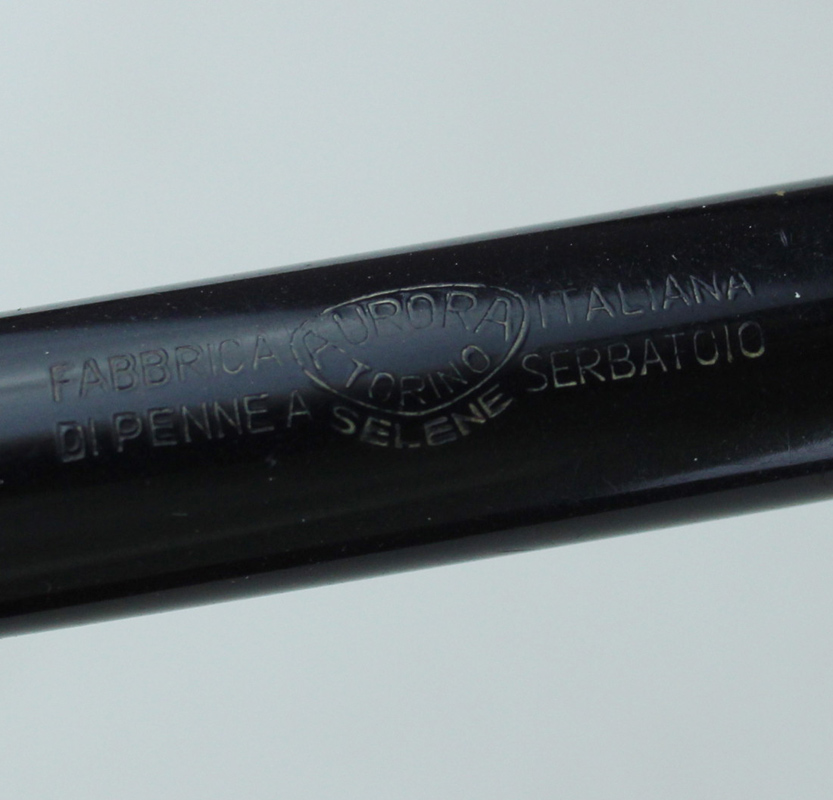 FABBRICA AURORA ITALIANA
TORINO
DI PENNE A SELENE SERBATOIO